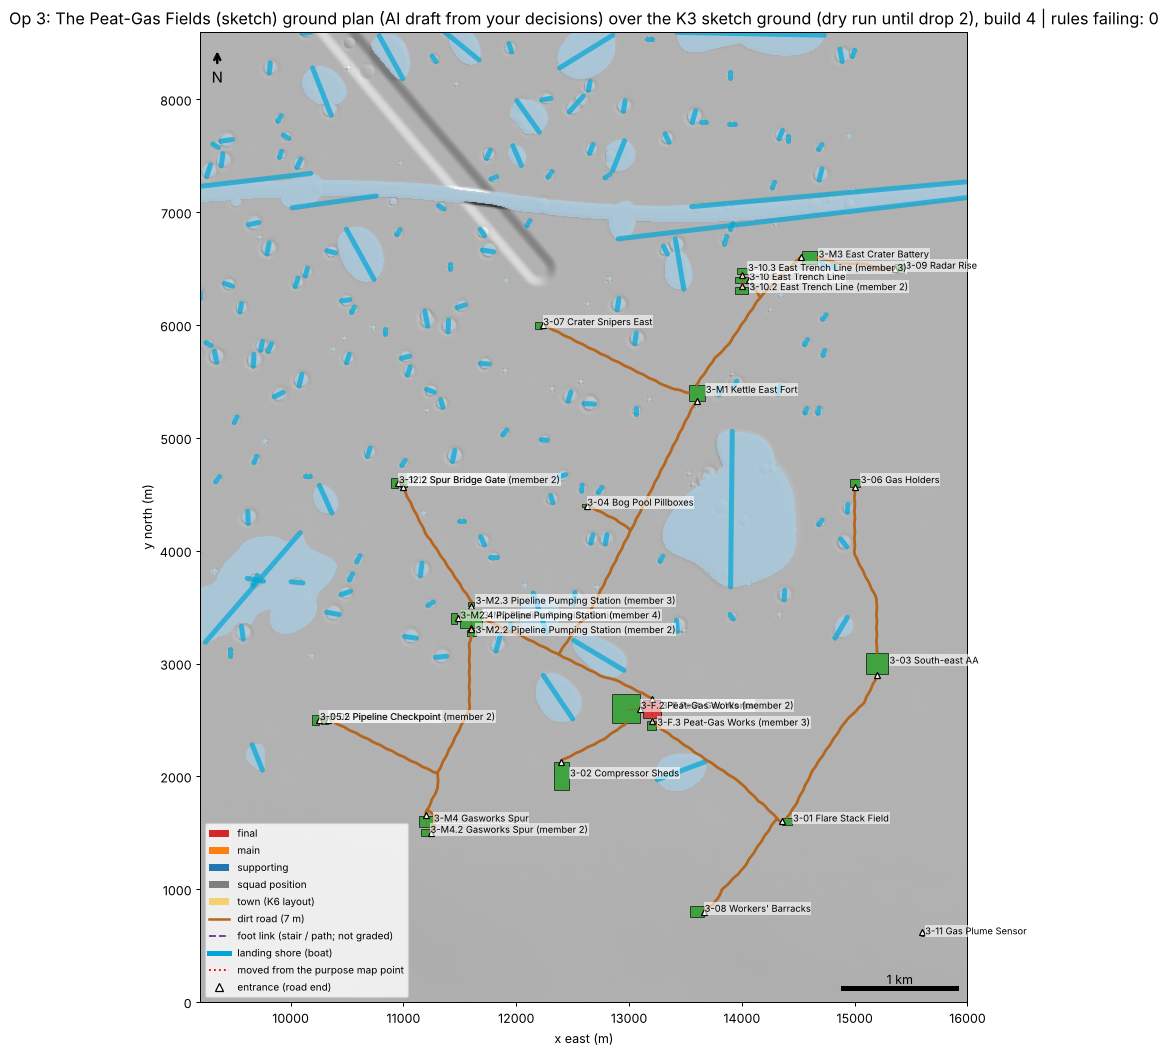 Op 3: The Peat-Gas Fields (sketch) ground plan (AI draft from your decisions) over the K3 sketch ground (dry run until drop 2), build 4 | rules failing: 0
N
8000
7000
6000
5000
4000
3000
2000
1000
0
y north (m)
3-M3 East Crater Battery
3-10.3 East Trench Line (member 3)
3-09 Radar Rise
3-10 East Trench Line
3-10.2 East Trench Line (member 2)
3-07 Crater Snipers East
3-M1 Kettle East Fort
3-12.2 Spur Bridge Gate (member 2)
3-06 Gas Holders
3-04 Bog Pool Pillboxes
3-M2.3 Pipeline Pumping Station (member 3)
3-M2.4 Pipeline Pumping Station (member 4)
3-M2.2 Pipeline Pumping Station (member 2)
3-03 South-east AA
3-F.2 Peat-Gas Works (member 2)
3-05.2 Pipeline Checkpoint (member 2)
3-F.3 Peat-Gas Works (member 3)
3-02 Compressor Sheds
3-M4 Gasworks Spur
3-01 Flare Stack Field
3-M4.2 Gasworks Spur (member 2)
3-08 Workers' Barracks
3-11 Gas Plume Sensor
final
main
supporting
squad position
town (K6 layout)
dirt road (7 m)
foot link (stair / path; not graded)
landing shore (boat)
moved from the purpose map point
entrance (road end)
1 km
10000
11000
12000
13000
14000
15000
16000
x east (m)